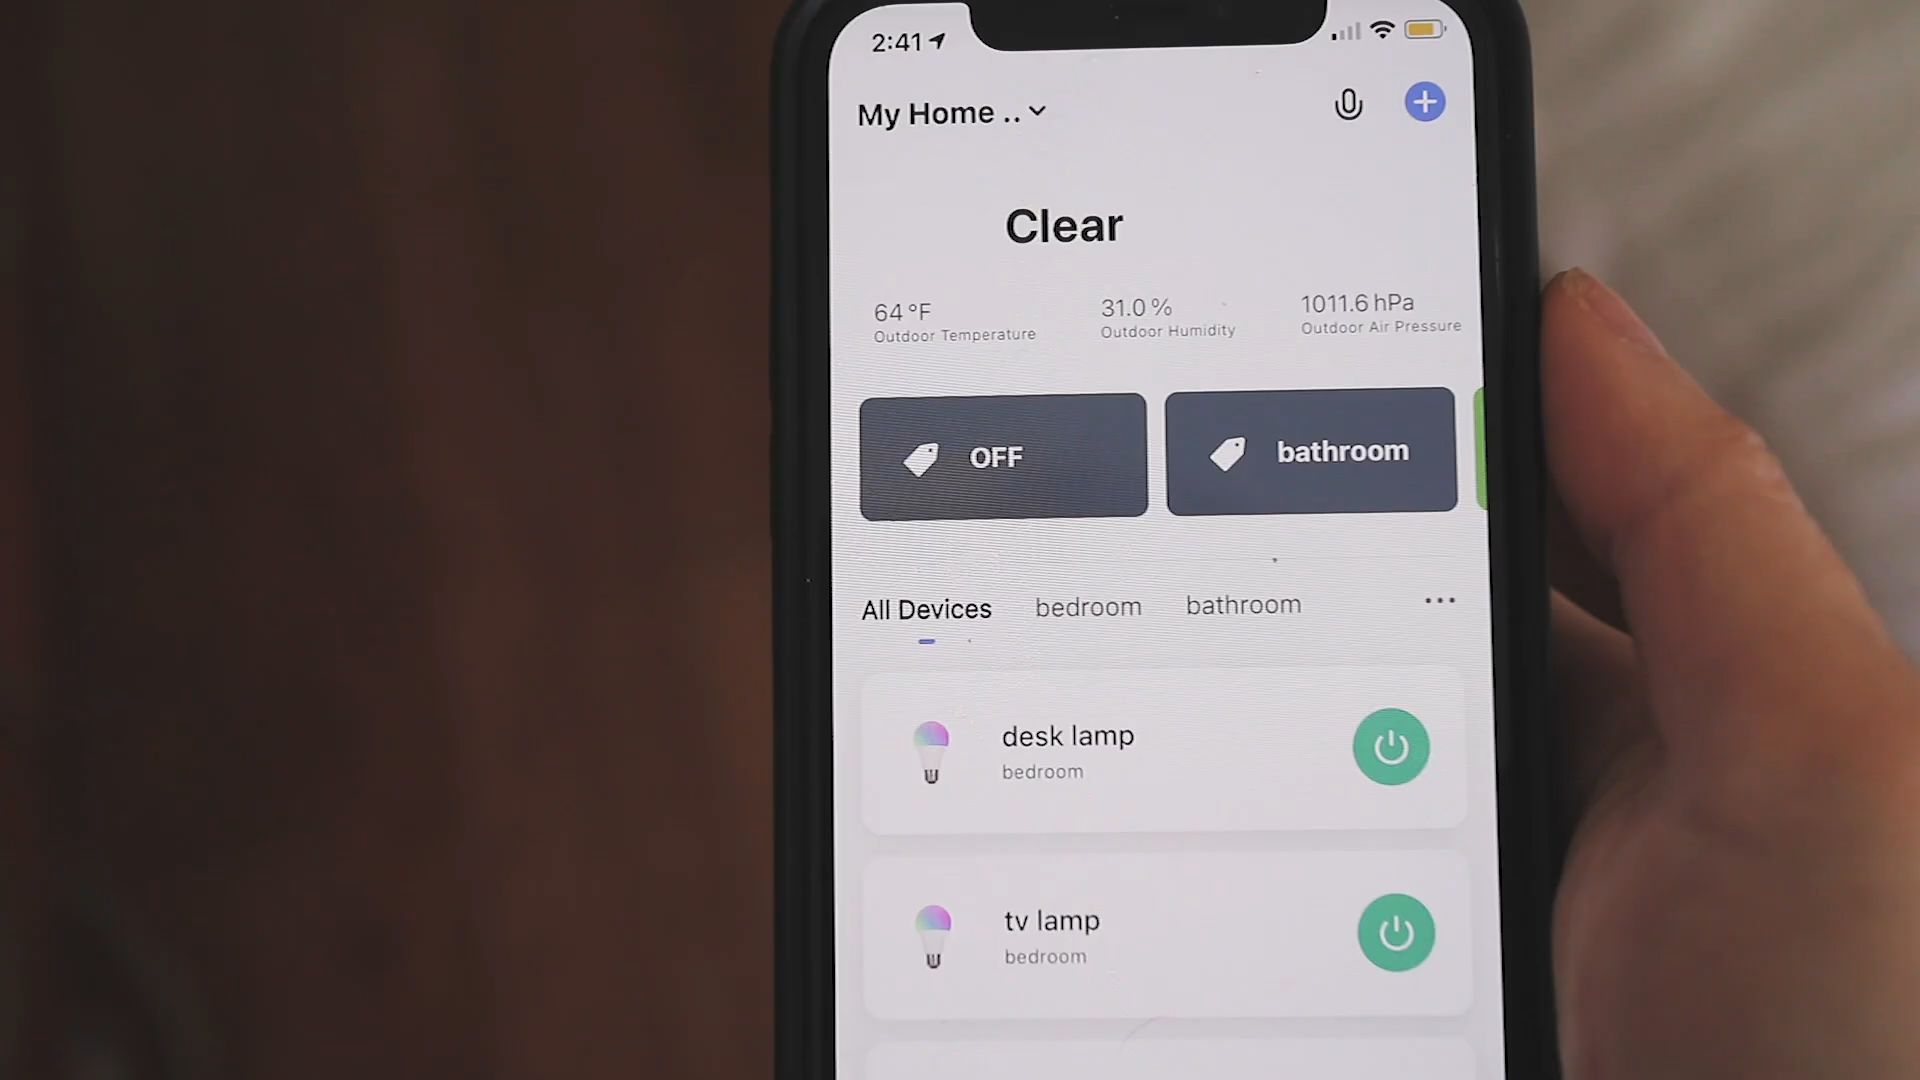 2:41
My Home ..
Clear
64 °F
Outdoor Temperature
31.0 %
Outdoor Humidity
1011.6 hPa
Outdoor Air Pressure
OFF
bathroom
All Devices bedroom bathroom
desk lamp
bedroom
tv lamp
bedroom